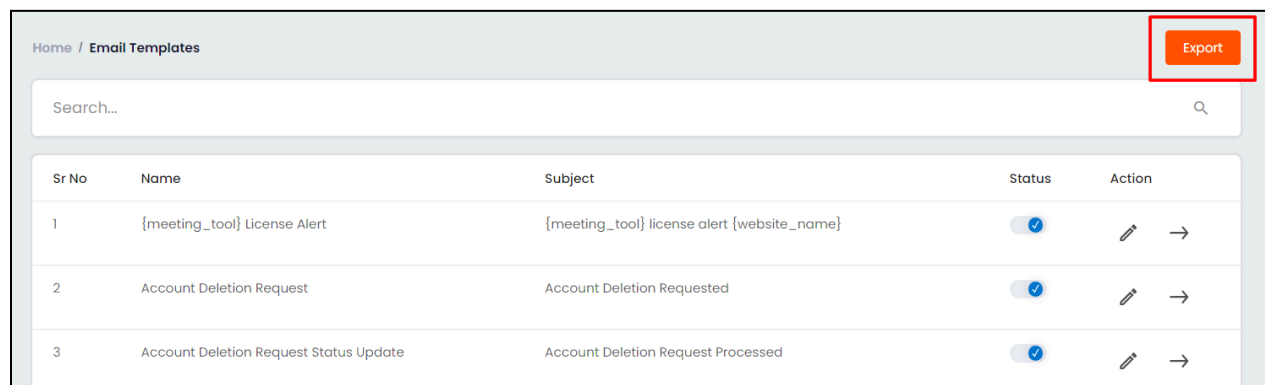 Home / Email Templates
Export
Search...
Sr No Name Subject Status Action
1 {meeting_tool} License Alert {meeting_tool} license alert {website_name}
2 Account Deletion Request Account Deletion Requested
3 Account Deletion Request Status Update Account Deletion Request Processed